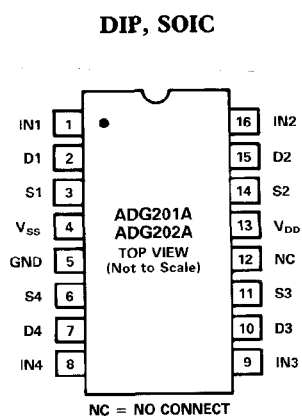 DIP, SOIC
IN1 1 16 IN2
D1 2 15 D2
S1 3 14 S2
VSS 4 13 VDD
GND 5 12 NC
S4 6 11 S3
D4 7 10 D3
IN4 8 9 IN3
ADG201A
ADG202A
TOP VIEW
(Not to Scale)
NC = NO CONNECT